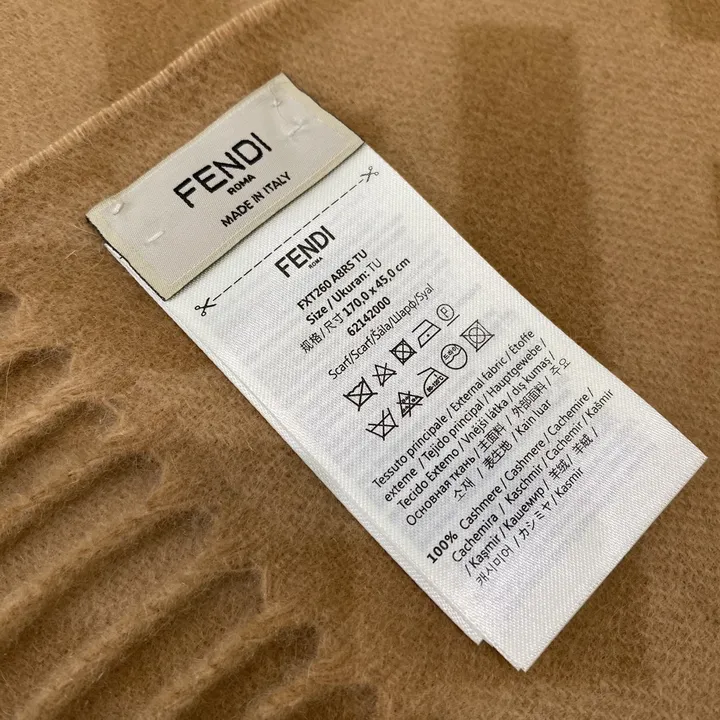 FENDI
ROMA
MADE IN ITALY
FENDI
ROMA
FXT260 A8RS TU
Size / Ukuran: TU
规格 / 尺寸 170,0 x 45,0 cm
62142000
Scarf/Scarf/Šála/Шарф/Syal
P
Tessuto principale / External fabric / Etoffe
externe / Tejido principal / Hauptgewebe /
Tecido Externo / Vnější látka / dış kumaş /
Основная ткань / 主面料 / 外部面料 / 주요
소재 / 表生地 / Kain luar
100% Cashmere / Cashmere / Cachemire /
Cachemira / Kaschmir / Cachemir / Kašmír
/ Kaşmir / Кашемир / 羊绒 / 羊絨 /
캐시미어 / カシミヤ / Kasmir